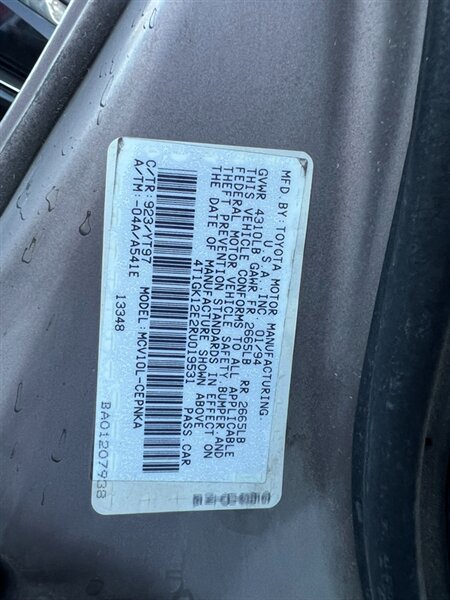 MFD.BY:TOYOTA MOTOR MANUFACTURING.
U.S.A.,INC. 01/94
GVWR 4310LB GAWR FR 2665LB RR 2665LB
THIS VEHICLE CONFORMS TO ALL APPLICABLE
FEDERAL MOTOR VEHICLE SAFETY BUMPER,AND
THEFT PREVENTION STANDARDS IN EFFECT ON
THE DATE OF MANUFACTURE SHOWN ABOVE.
4T1GK12E2RU019531 PASS.CAR
C/TR:923/YT97 MODEL:MCV10L-CEPNKA
A/TM:-04A/A541E 13348
BA01207938